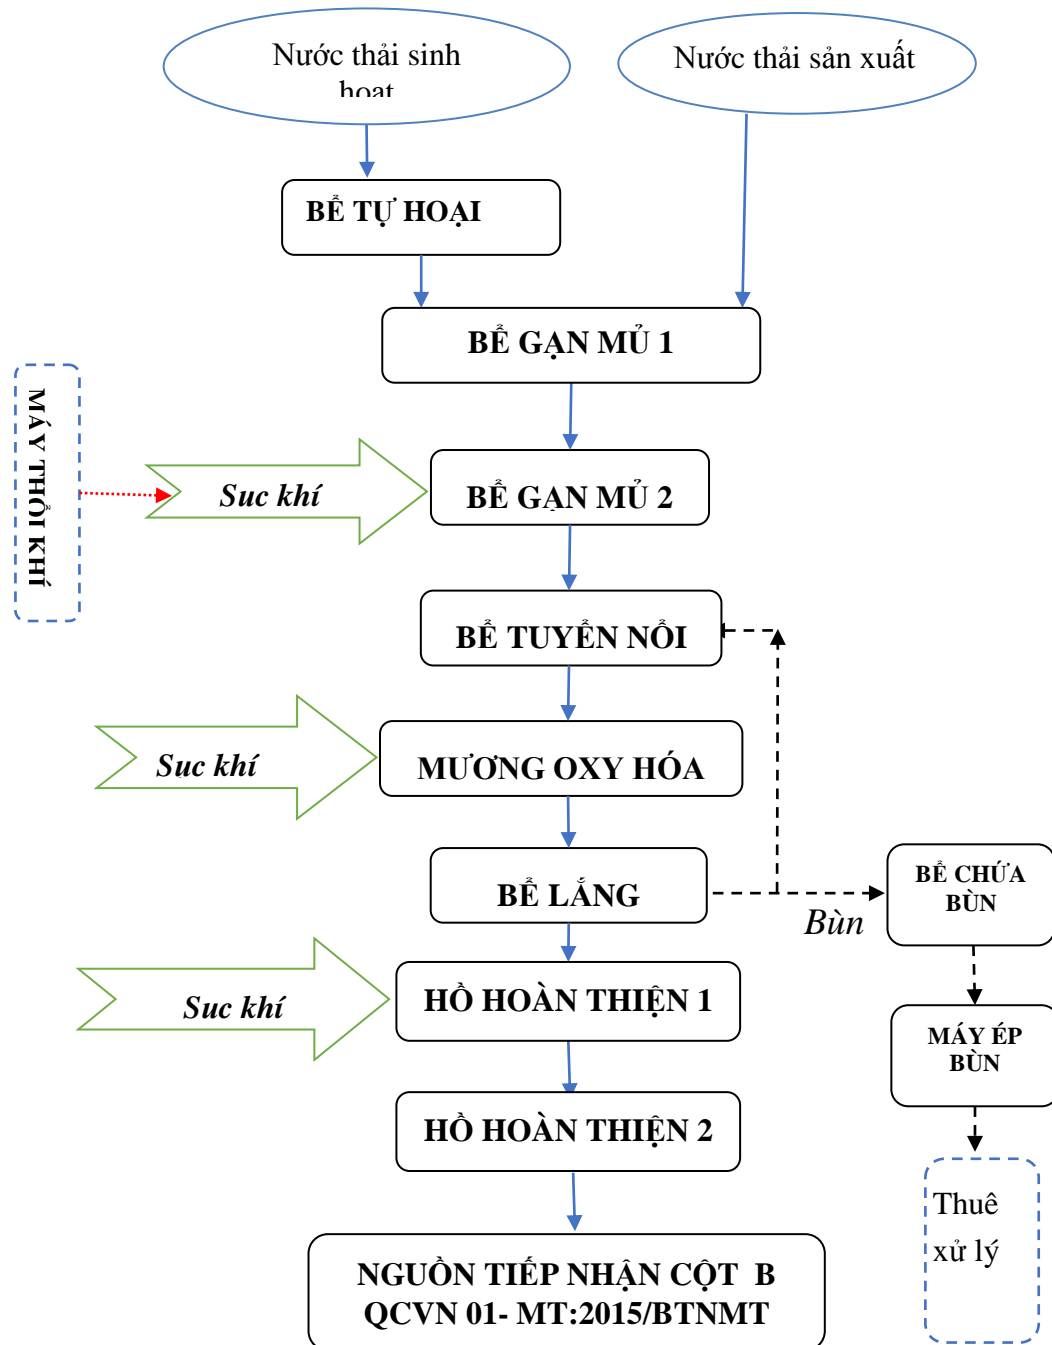 Nước thải sinh
hoạt
Nước thải sản xuất
BỂ TỰ HOẠI
BỂ GẠN MỦ 1
MÁY THỔI KHÍ
Suc khí
BỂ GẠN MỦ 2
BỂ TUYỂN NỔI
Suc khí
MƯƠNG OXY HÓA
BỂ LẮNG
Bùn
BỂ CHỨA
BÙN
Suc khí
HỒ HOÀN THIỆN 1
MÁY ÉP
BÙN
HỒ HOÀN THIỆN 2
Thuê
xử lý
NGUỒN TIẾP NHẬN CỘT B
QCVN 01- MT:2015/BTNMT